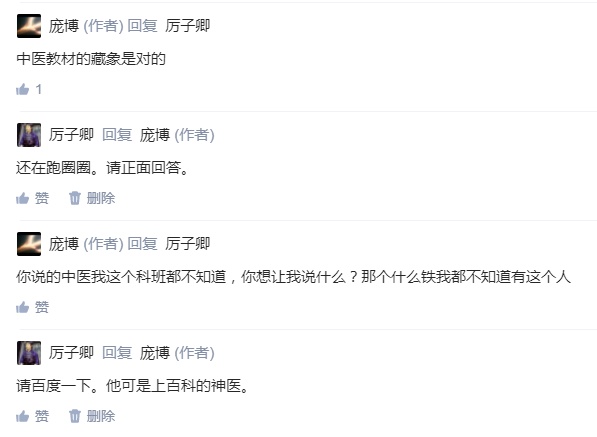 庞博 (作者) 回复 厉子卿
中医教材的藏象是对的
1
厉子卿 回复 庞博 (作者)
还在跑圈圈。请正面回答。
赞 删除
庞博 (作者) 回复 厉子卿
你说的中医我这个科班都不知道，你想让我说什么？那个什么铁我都不知道有这个人
赞
厉子卿 回复 庞博 (作者)
请百度一下。他可是上百科的神医。
赞 删除